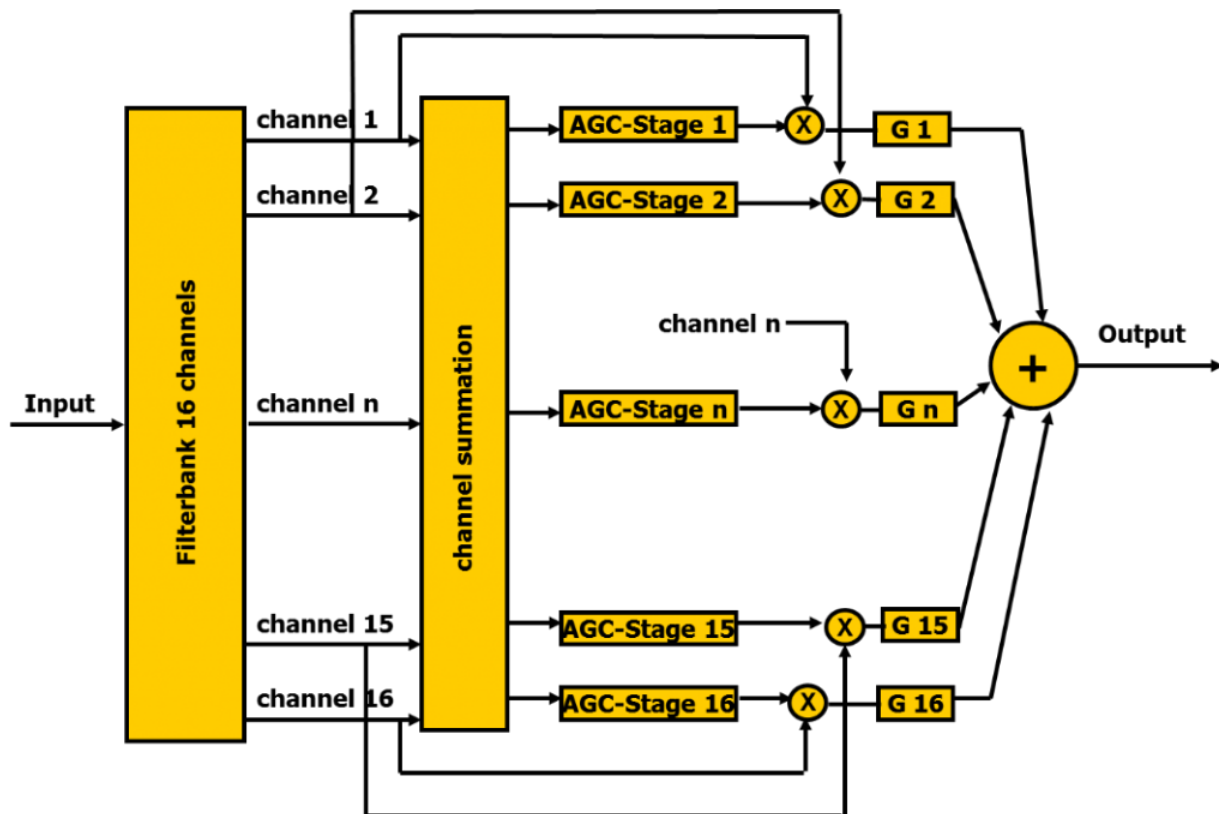 channel 1
AGC-Stage 1
X
G 1
channel 2
AGC-Stage 2
X
G 2
Filterbank 16 channels
channel summation
channel n
Output
+
Input
channel n
AGC-Stage n
X
G n
channel 15
AGC-Stage 15
X
G 15
channel 16
AGC-Stage 16
X
G 16